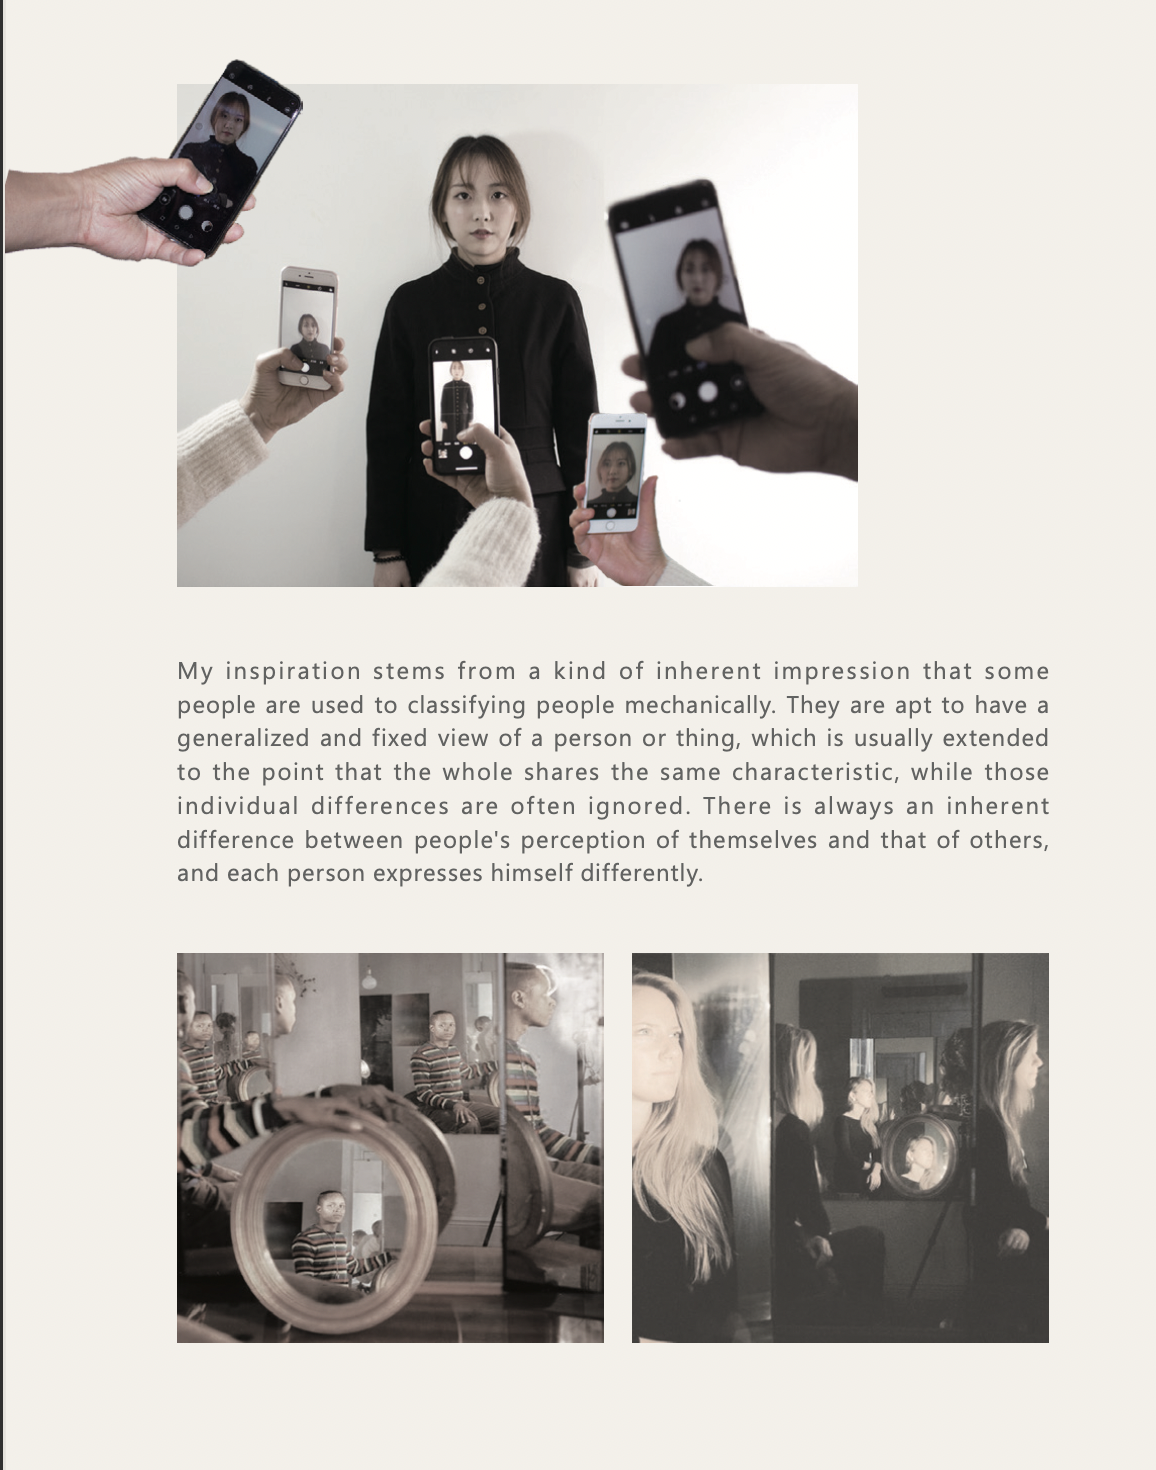 My inspiration stems from a kind of inherent impression that some
people are used to classifying people mechanically. They are apt to have a
generalized and fixed view of a person or thing, which is usually extended
to the point that the whole shares the same characteristic, while those
individual differences are often ignored. There is always an inherent
difference between people's perception of themselves and that of others,
and each person expresses himself differently.